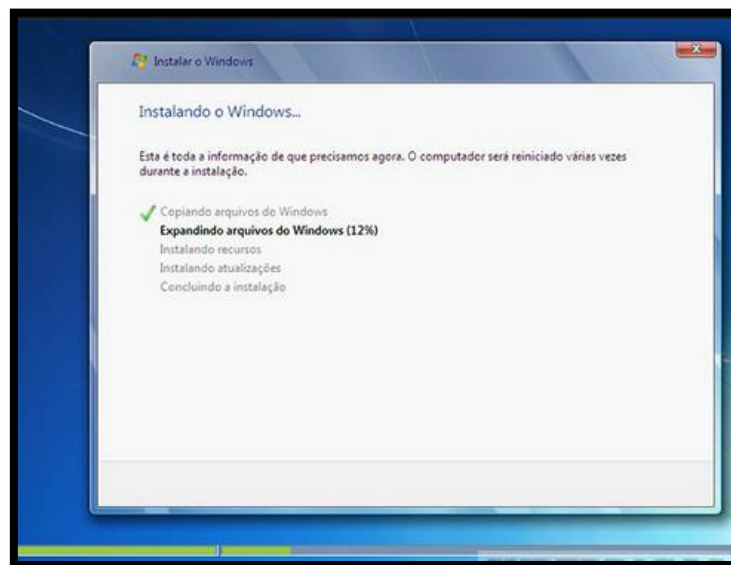 Instalar o Windows
Instalando o Windows...
Esta é toda a informação de que precisamos agora. O computador será reiniciado várias vezes
durante a instalação.
Copiando arquivos do Windows
Expandindo arquivos do Windows (12%)
Instalando recursos
Instalando atualizações
Concluindo a instalação